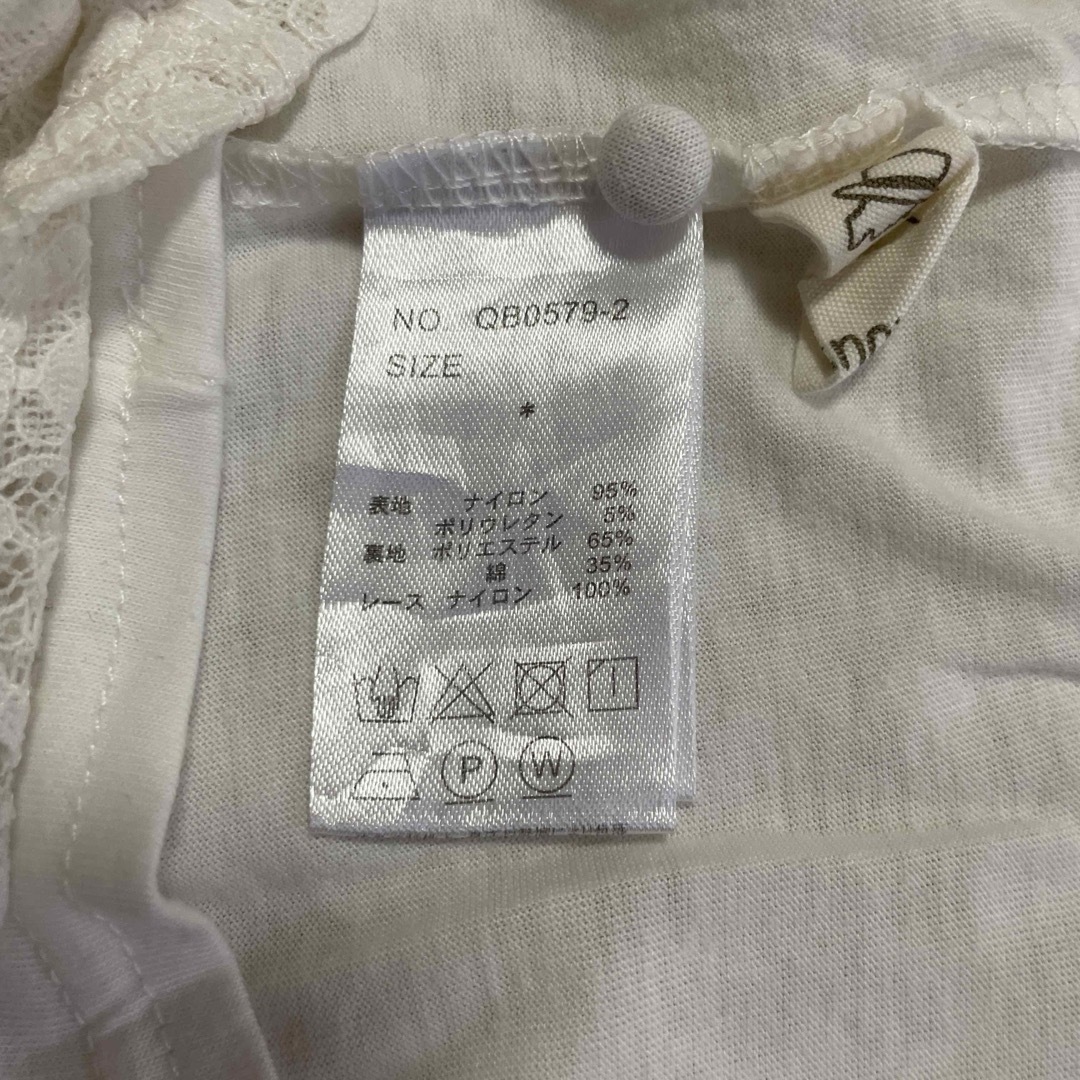 NO QB0579-2
SIZE
*
表地 ナイロン 95%
ポリウレタン 5%
裏地 ポリエステル 65%
綿 35%
レース ナイロン 100%
P W